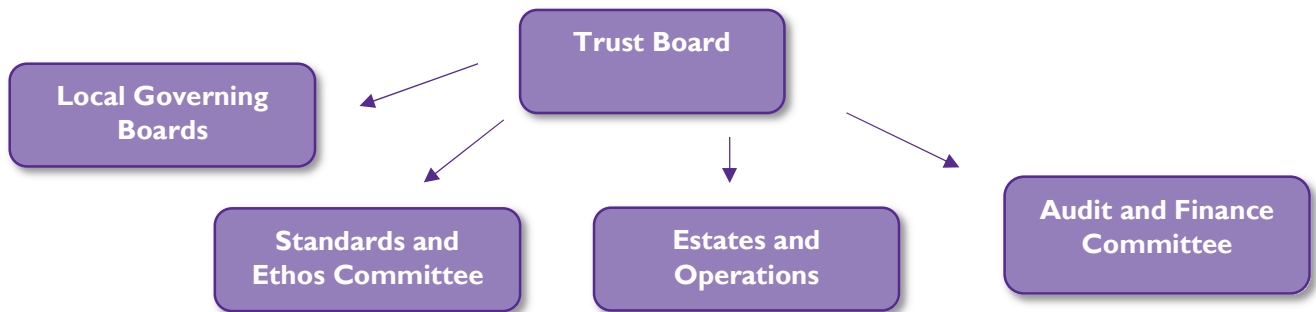 Trust Board
Local Governing
Boards
Standards and
Ethos Committee
Estates and
Operations
Audit and Finance
Committee